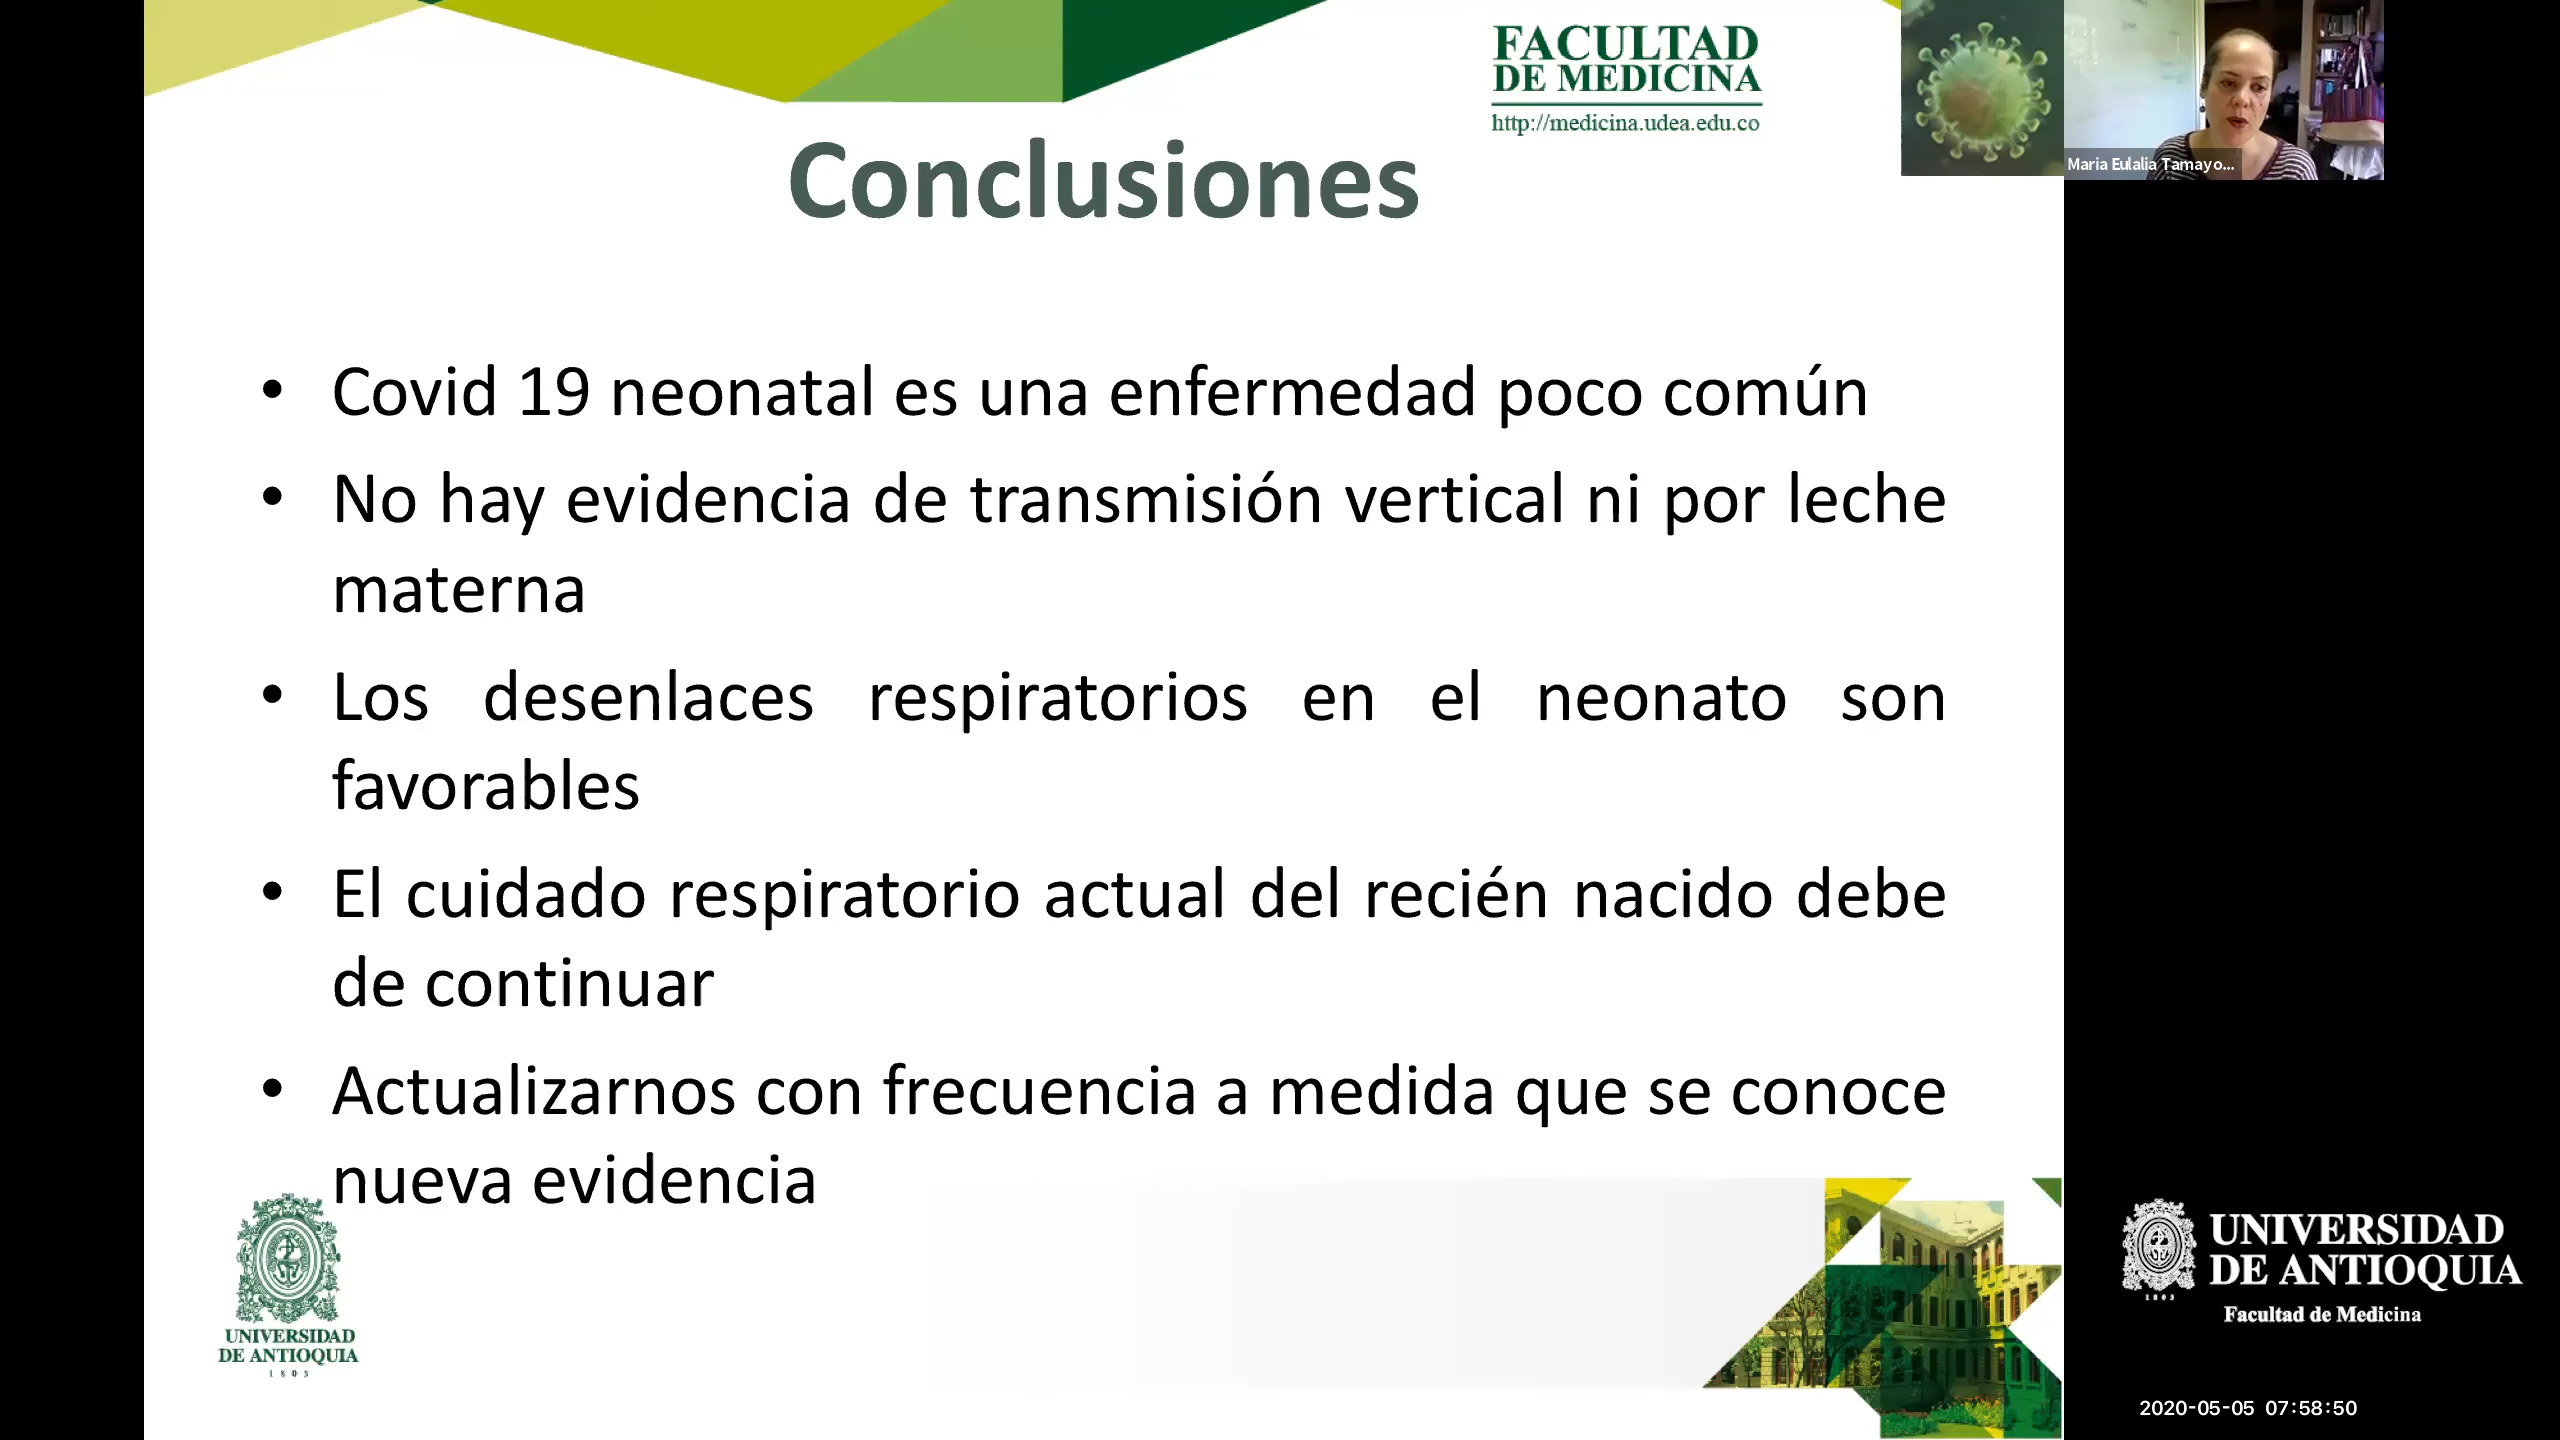 FACULTAD
DE MEDICINA
http://medicina.udea.edu.co
Maria Eulalia Tamayo...
Conclusiones
• Covid 19 neonatal es una enfermedad poco común
• No hay evidencia de transmisión vertical ni por leche
materna
• Los desenlaces respiratorios en el neonato son
favorables
• El cuidado respiratorio actual del recién nacido debe
de continuar
• Actualizarnos con frecuencia a medida que se conoce
nueva evidencia
UNIVERSIDAD
DE ANTIOQUIA
1803
UNIVERSIDAD
DE ANTIOQUIA
1803
Facultad de Medicina
2020-05-05 07:58:50